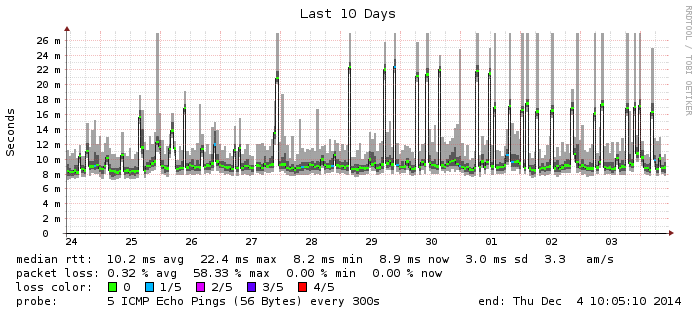 Last 10 Days
RRDTOOL / TOBI OETIKER
Seconds
26 m
24 m
22 m
20 m
18 m
16 m
14 m
12 m
10 m
8 m
6 m
4 m
2 m
0
24 25 26 27 28 29 30 01 02 03
median rtt: 10.2 ms avg 22.4 ms max 8.2 ms min 8.9 ms now 3.0 ms sd 3.3 am/s
packet loss: 0.32 % avg 58.33 % max 0.00 % min 0.00 % now
loss color: 0 1/5 2/5 3/5 4/5
probe: 5 ICMP Echo Pings (56 Bytes) every 300s end: Thu Dec 4 10:05:10 2014